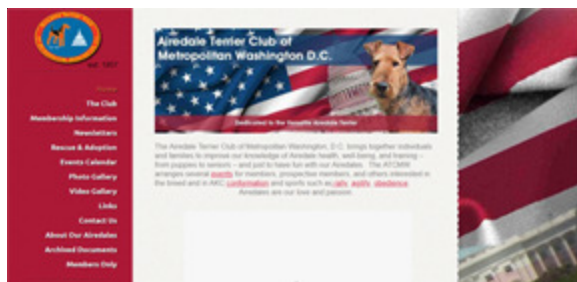 Home
The Club
Membership Information
Newsletters
Rescue & Adoption
Events Calendar
Photo Gallery
Video Gallery
Links
Contact Us
About Our Airedales
Archived Documents
Members Only
Airedale Terrier Club of
Metropolitan Washington D.C.
Dedicated to the Versatile Airedale Terrier
The Airedale Terrier Club of Metropolitan Washington, D.C. brings together individuals
and families to improve our knowledge of Airedale health, well-being, and training –
from puppies to seniors – and just to have fun with our Airedales. The ATCMW
arranges several events for members, prospective members, and others interested in
the breed and in AKC conformation and sports such as rally, agility, obedience.
Airedales are our love and passion.